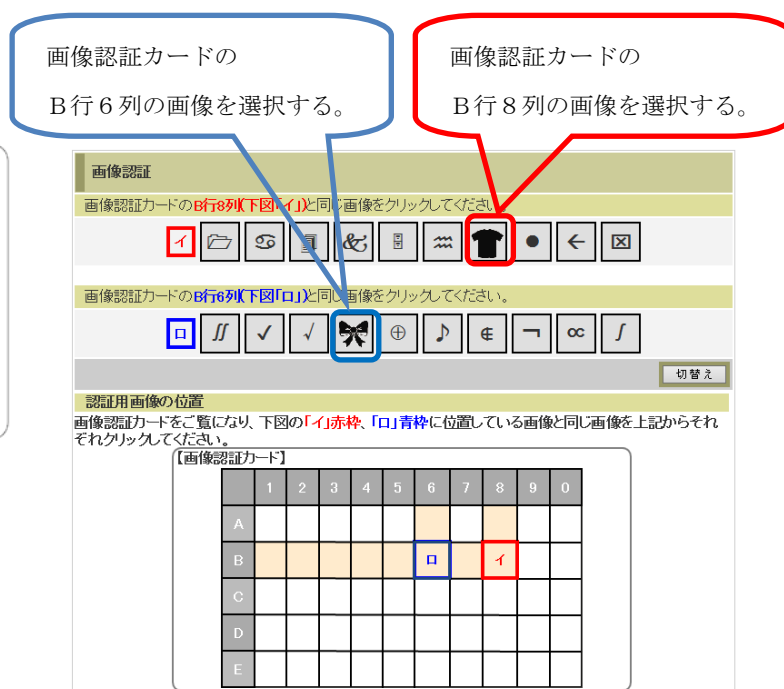 画像認証カードの
B行6列の画像を選択する。
画像認証カードの
B行8列の画像を選択する。
画像認証
画像認証カードのB行8列(下図「イ」)と同じ画像をクリックしてください
イ
画像認証カードのB行6列(下図「ロ」)と同じ画像をクリックしてください。
ロ ∬ ✓ √ ⊕ ♪ ¬ ∝ ∫
切替え
認証用画像の位置
画像認証カードをご覧になり、下図の「イ」赤枠、「ロ」青枠に位置している画像と同じ画像を上記からそれ
ぞれクリックしてください。
【画像認証カード】
1 2 3 4 5 6 7 8 9 0
A
B ロ イ
C
D
E